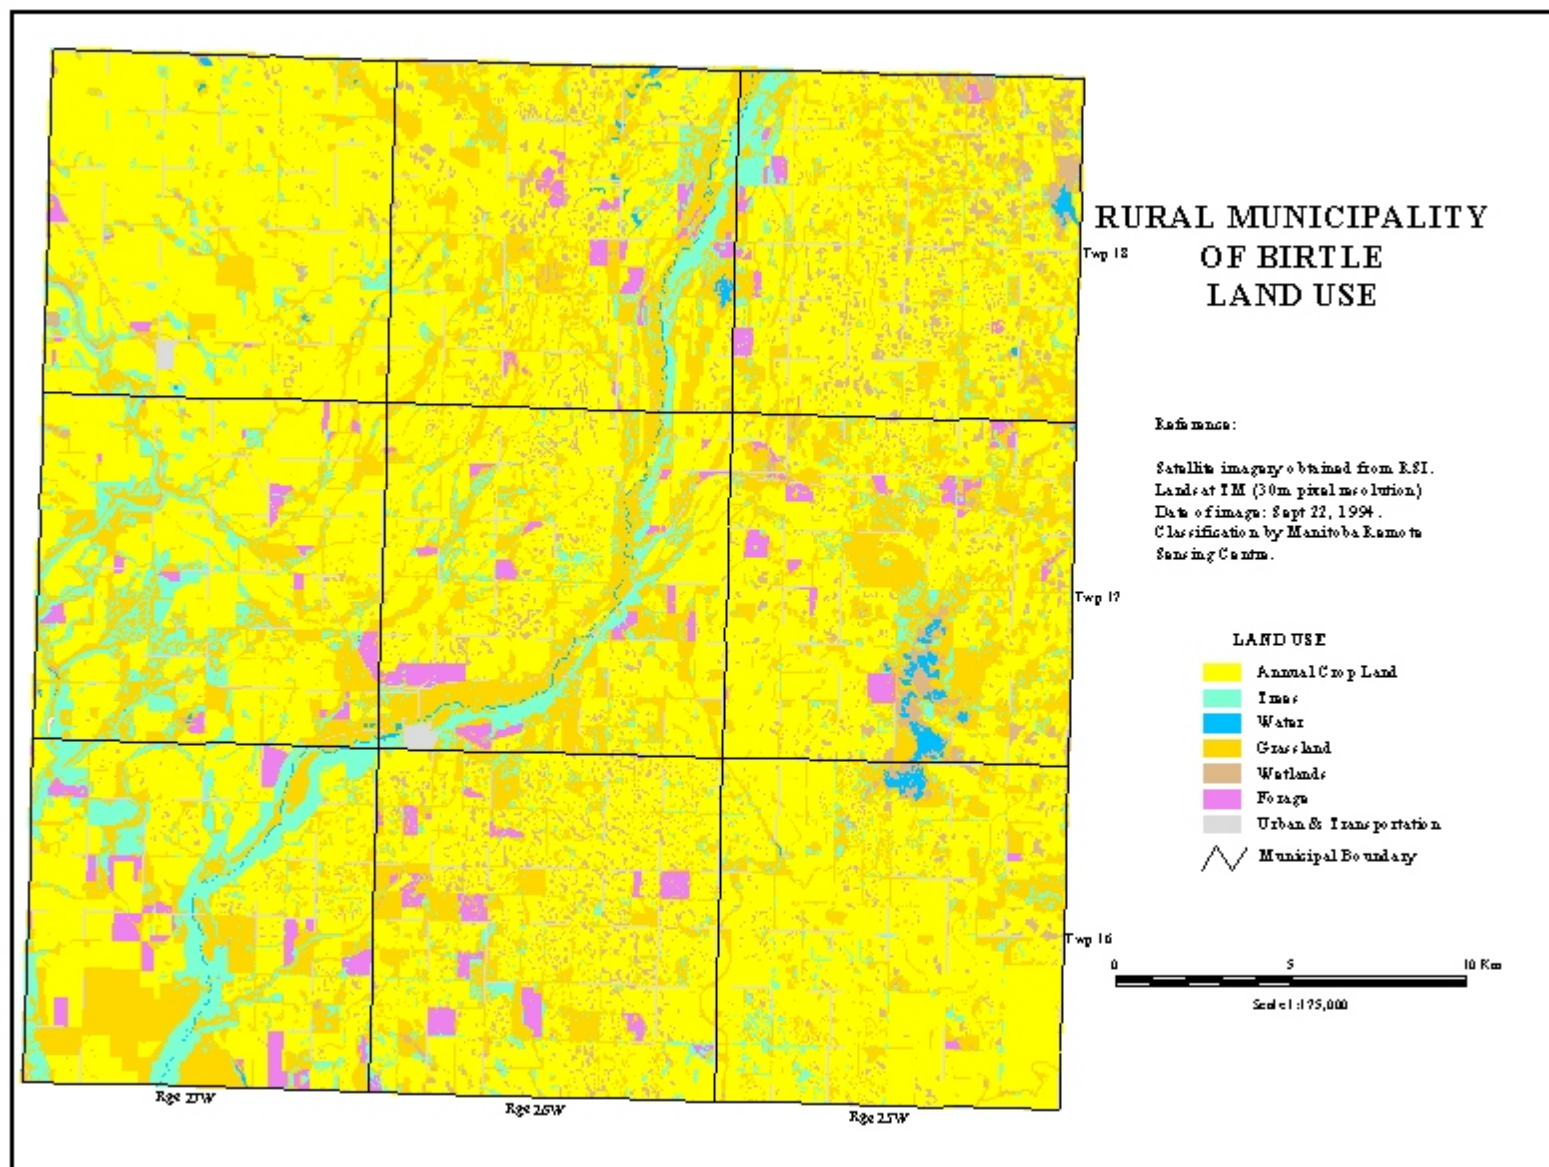 RURAL MUNICIPALITY
OF BIRTLE
LAND USE
Twp 18
Reference:
Satellite imagery obtained from RSI.
Landsat TM (30m pixel resolution)
Date of image: Sept 22, 1994.
Classification by Manitoba Remote
Sensing Centre.
Twp 17
LAND USE
Annual Crop Land
Trees
Water
Grassland
Wetlands
Forage
Urban & Transportation
Municipal Boundary
Twp 16
0 5 10 Km
Scale 1:175,000
Rge 27W
Rge 26W
Rge 25W